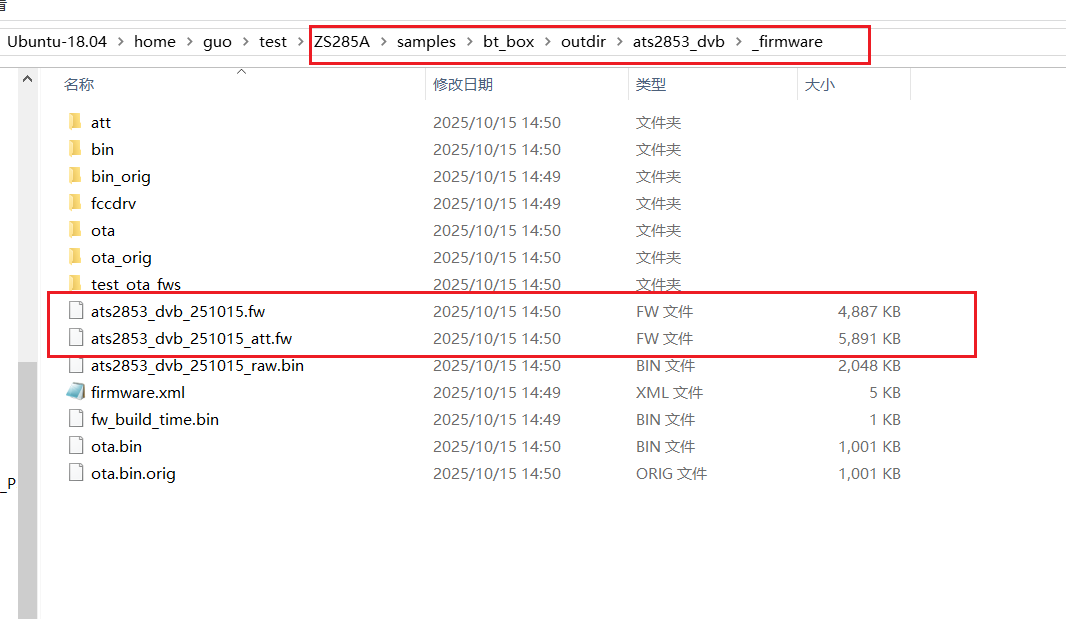 Ubuntu-18.04 > home > guo > test > ZS285A > samples > bt_box > outdir > ats2853_dvb > _firmware
名称 修改日期 类型 大小
att 2025/10/15 14:50 文件夹
bin 2025/10/15 14:50 文件夹
bin_orig 2025/10/15 14:49 文件夹
fccdrv 2025/10/15 14:49 文件夹
ota 2025/10/15 14:50 文件夹
ota_orig 2025/10/15 14:50 文件夹
test_ota_fws 2025/10/15 14:50 文件夹
ats2853_dvb_251015.fw 2025/10/15 14:50 FW 文件 4,887 KB
ats2853_dvb_251015_att.fw 2025/10/15 14:50 FW 文件 5,891 KB
ats2853_dvb_251015_raw.bin 2025/10/15 14:50 BIN 文件 2,048 KB
firmware.xml 2025/10/15 14:49 XML 文件 5 KB
fw_build_time.bin 2025/10/15 14:49 BIN 文件 1 KB
ota.bin 2025/10/15 14:50 BIN 文件 1,001 KB
ota.bin.orig 2025/10/15 14:50 ORIG 文件 1,001 KB
_P